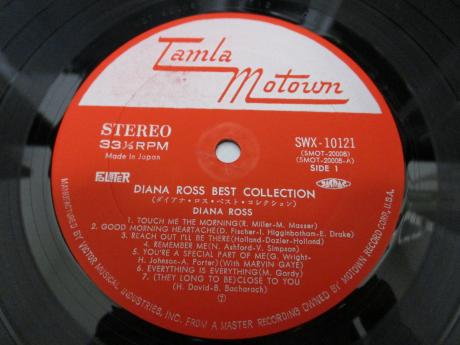 Tamla
Motown
STEREO
33⅓RPM
Made in Japan
SWX-10121
(SMOT-20008)
(SMOT-20008-A)
SIDE 1
DIANA ROSS BEST COLLECTION
(ダイアナ・ロス・ベスト・コレクション)
DIANA ROSS
1. TOUCH ME THE MORNING(R. Miller-M. Masser)
2. GOOD MORNING HEARTACHE(D. Fischer-I. Higginbotham-E. Drake)
3. REACH OUT I'LL BE THERE(Holland-Dozier-Holland)
4. REMEMBER ME(N. Ashford-V. Simpson)
5. YOU'RE A SPECIAL PART OF ME(G. Wright-
H. Johnson-A. Porter)(With MARVIN GAYE)
6. EVERYTHING IS EVERYTHING(M. Gordy)
7. (THEY LONG TO BE)CLOSE TO YOU
(H. David-B. Bacharach)
MANUFACTURED BY VICTOR MUSICAL INDUSTRIES, INC. FROM A MASTER RECORDING OWNED BY MOTOWN RECORD CORP., U.S.A.